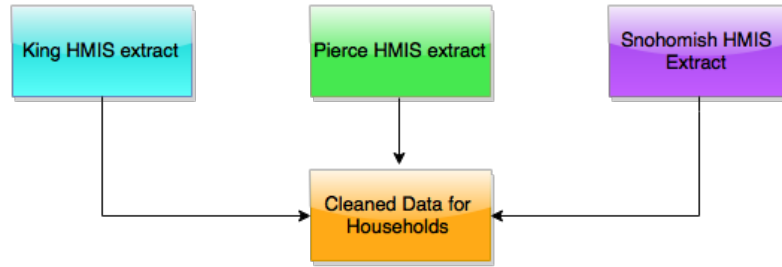 King HMIS extract
Pierce HMIS extract
Snohomish HMIS
Extract
Cleaned Data for
Households